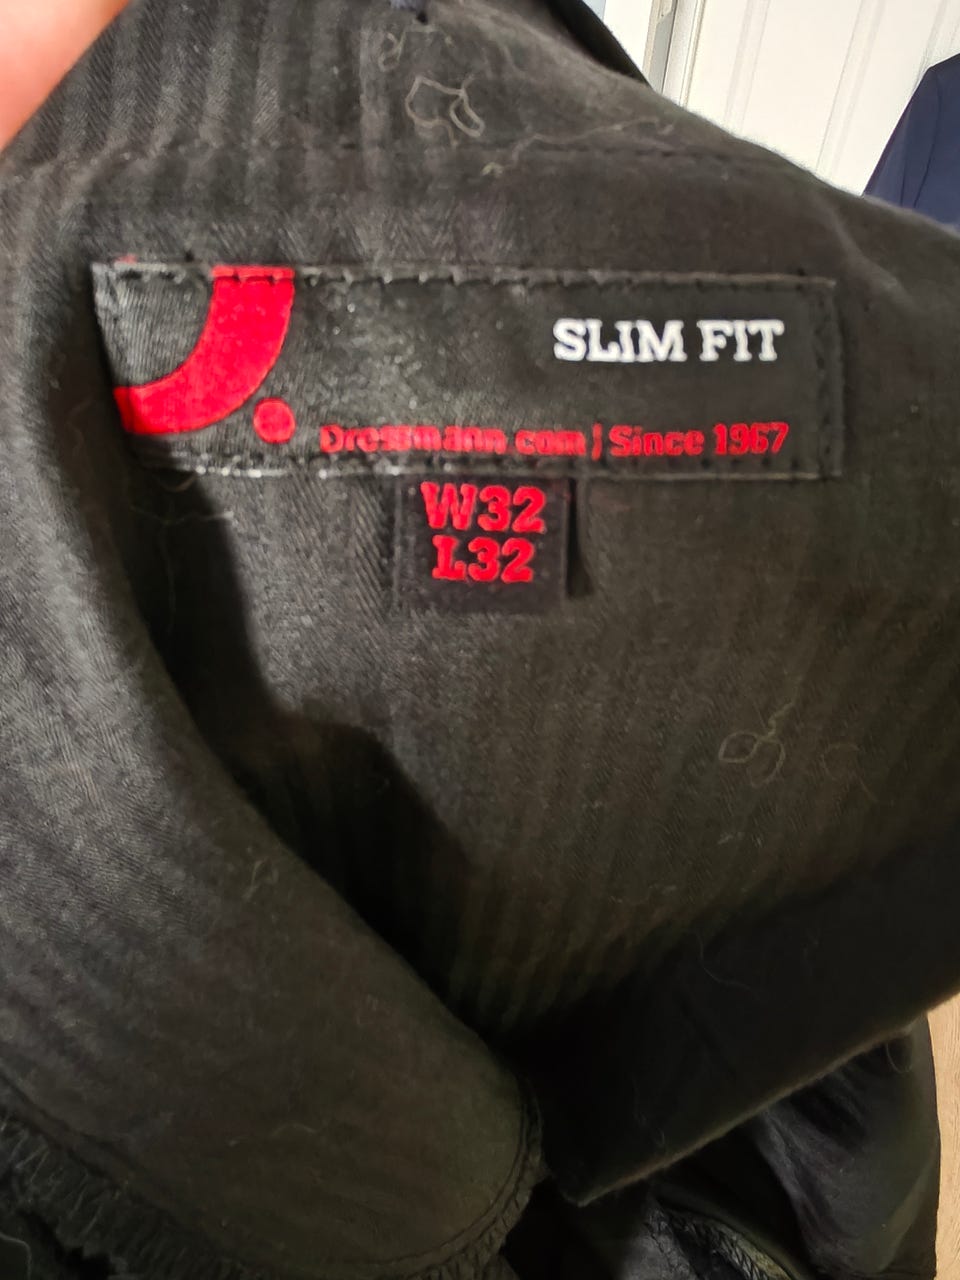 SLIM FIT
Dressmann.com | Since 1967
W32
L32